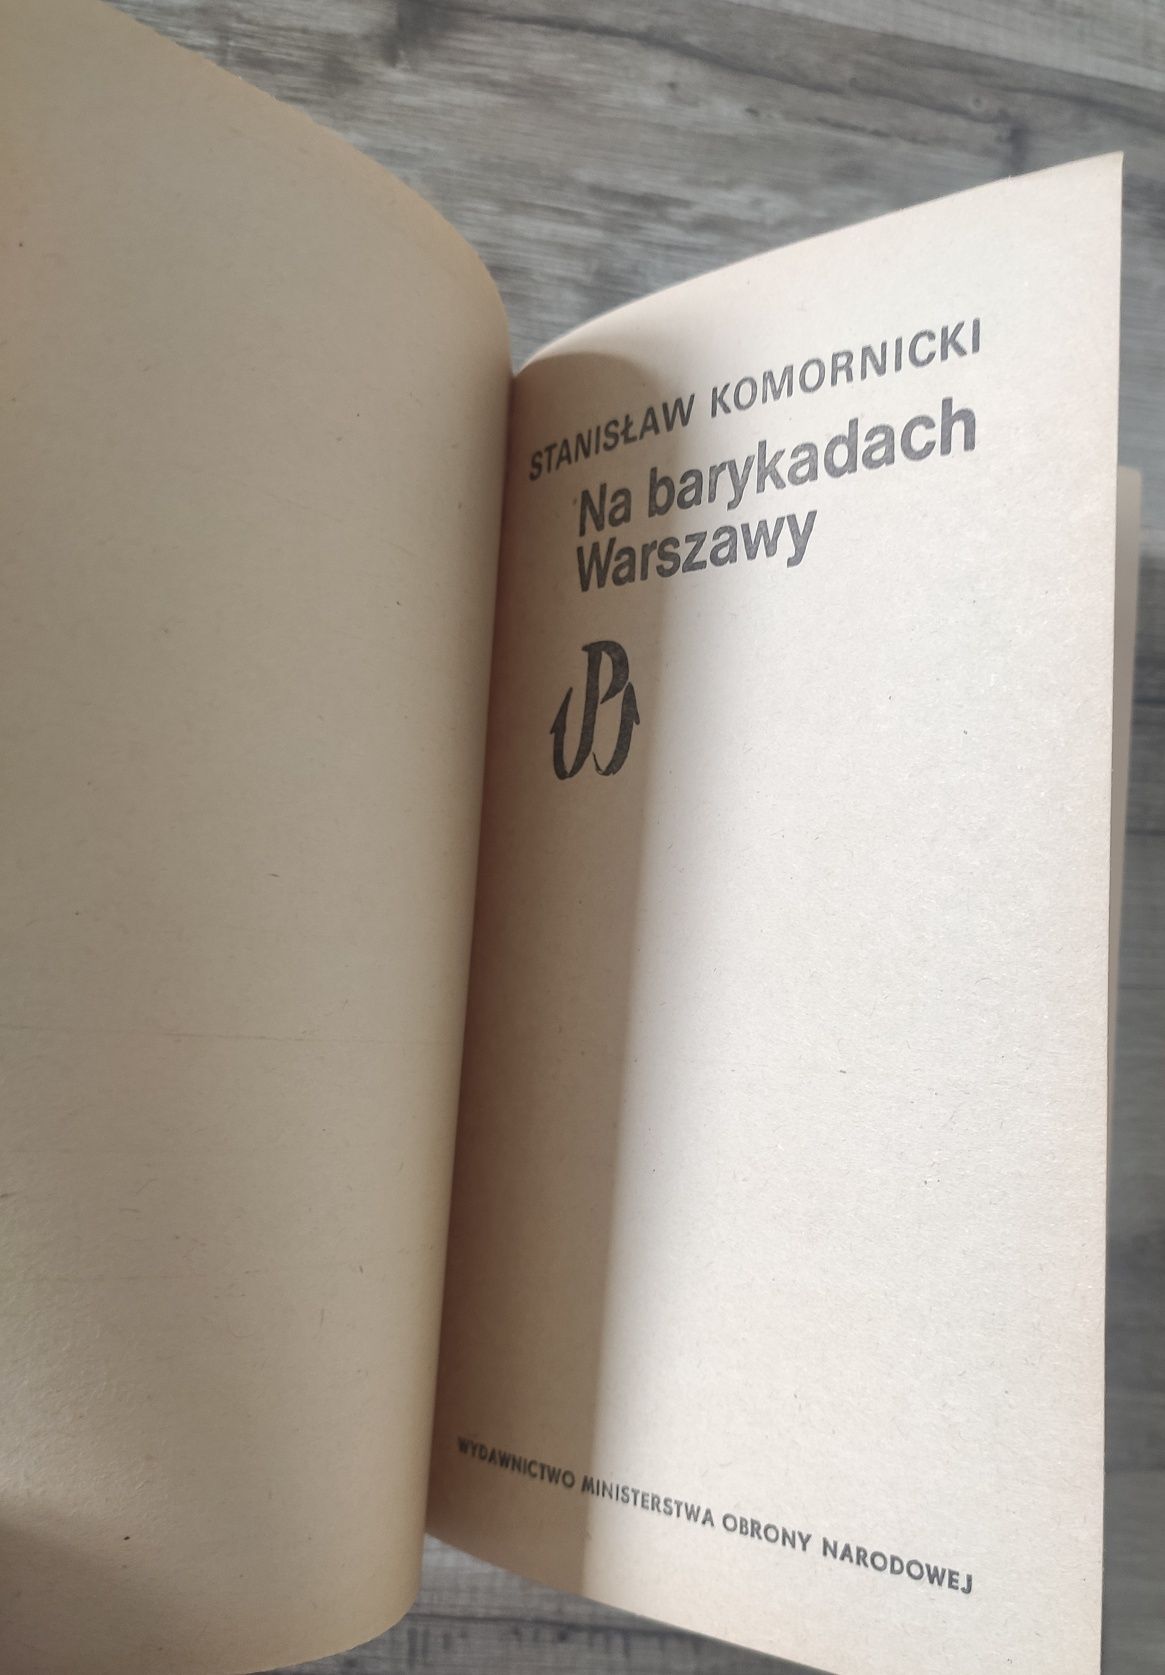 STANISŁAW KOMORNICKI
Na barykadach
Warszawy
WYDAWNICTWO MINISTERSTWA OBRONY NARODOWEJ